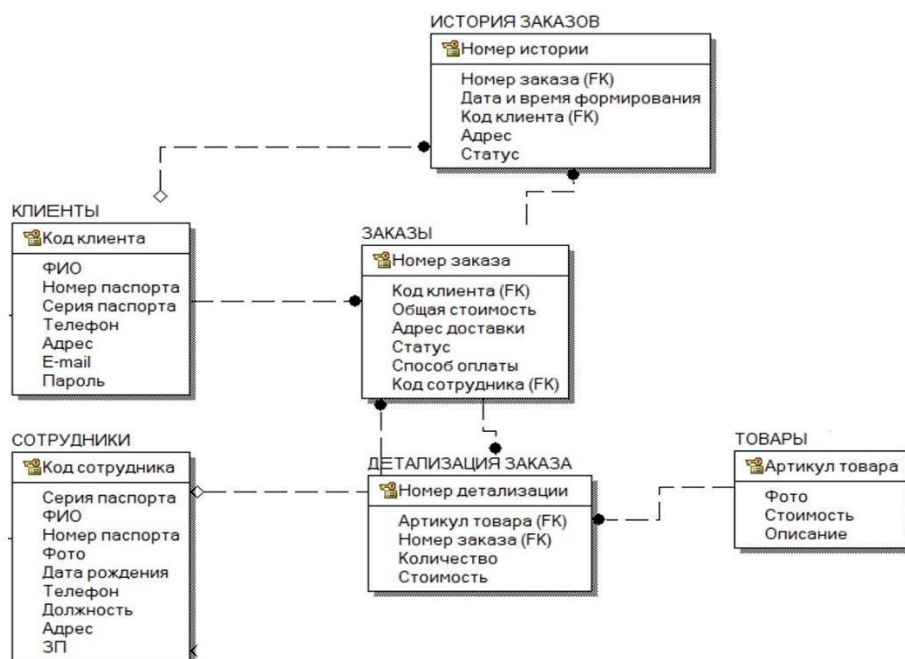 ИСТОРИЯ ЗАКАЗОВ
Номер истории
Номер заказа (FK)
Дата и время формирования
Код клиента (FK)
Адрес
Статус
КЛИЕНТЫ
Код клиента
ФИО
Номер паспорта
Серия паспорта
Телефон
Адрес
E-mail
Пароль
ЗАКАЗЫ
Номер заказа
Код клиента (FK)
Общая стоимость
Адрес доставки
Статус
Способ оплаты
Код сотрудника (FK)
СОТРУДНИКИ
Код сотрудника
Серия паспорта
ФИО
Номер паспорта
Фото
Дата рождения
Телефон
Должность
Адрес
ЗП
ДЕТАЛИЗАЦИЯ ЗАКАЗА
Номер детализации
Артикул товара (FK)
Номер заказа (FK)
Количество
Стоимость
ТОВАРЫ
Артикул товара
Фото
Стоимость
Описание